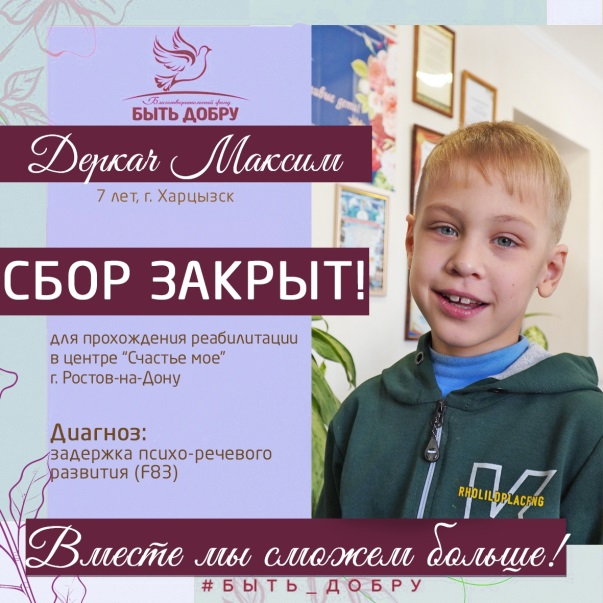 Благотворительный фонд
БЫТЬ ДОБРУ
Деркач Максим
7 лет, г. Харцызск
СБОР ЗАКРЫТ!
для прохождения реабилитации
в центре "Счастье мое"
г. Ростов-на-Дону
Диагноз:
задержка психо-речевого
развития (F83)
RHOLILOPLACENG
Вместе мы сможем больше!
#БЫТЬ_ДОБРУ